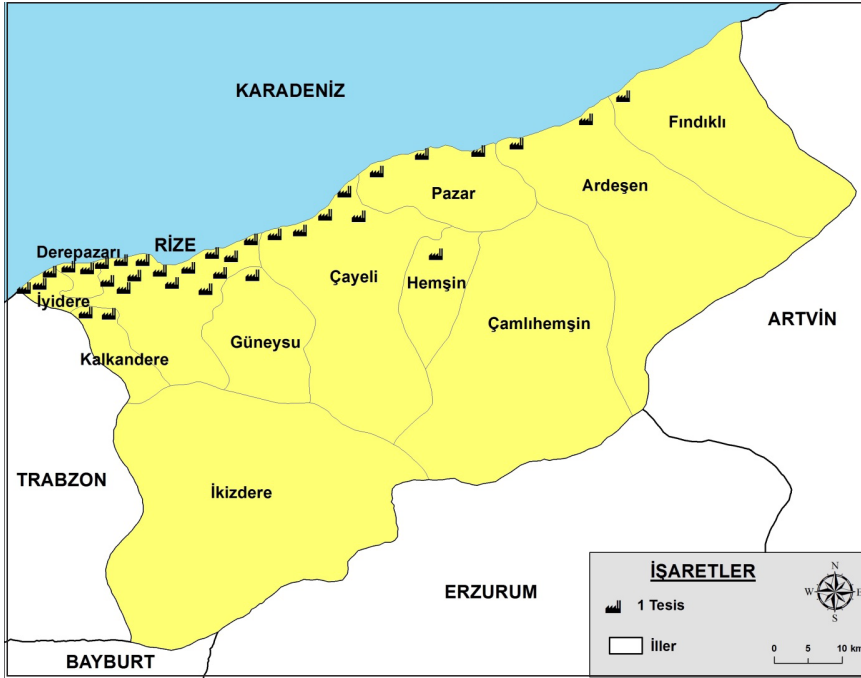 KARADENİZ
Fındıklı
Pazar
Ardeşen
RİZE
Derepazarı
Çayeli
Hemşin
İyidere
Çamlıhemşin
ARTVİN
Güneysu
Kalkandere
TRABZON
İkizdere
ERZURUM
BAYBURT
İŞARETLER
1 Tesis
İller
N
W E
S
0 5 10 km